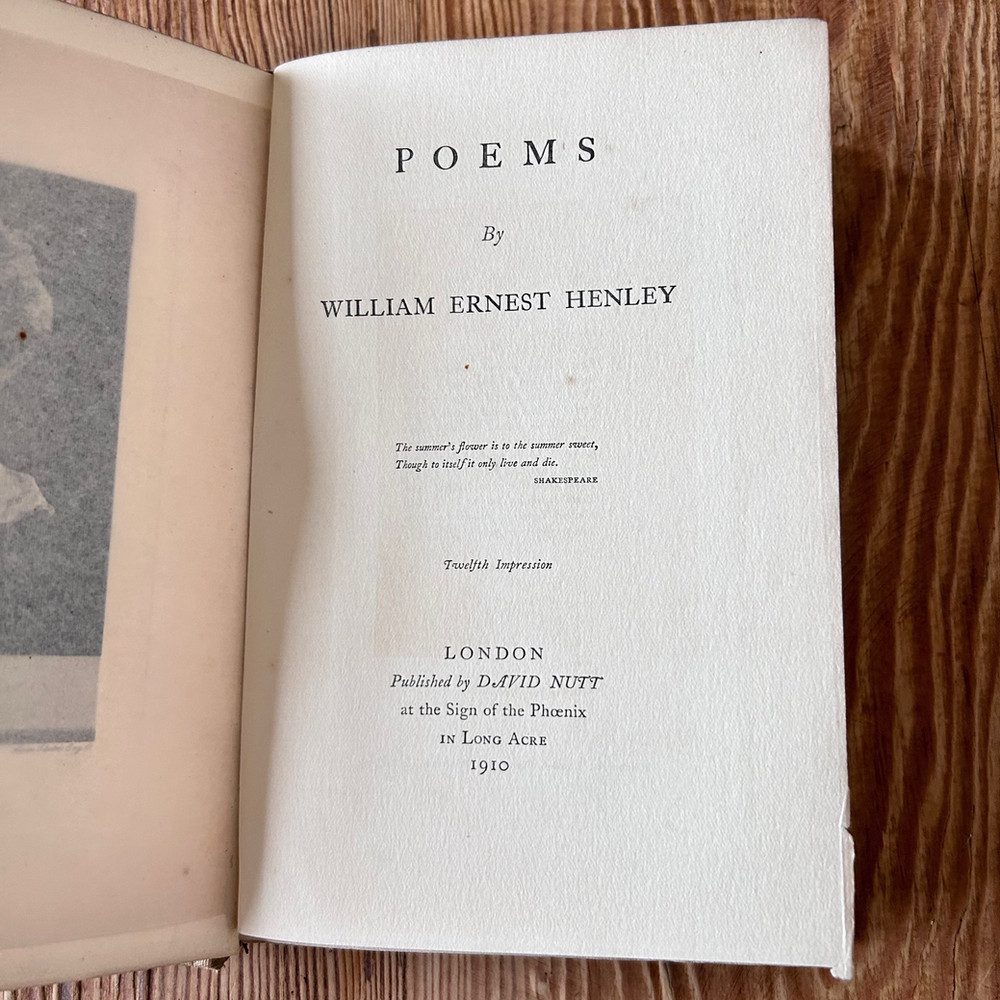 POEMS
By
WILLIAM ERNEST HENLEY
The summer's flower is to the summer sweet,
Though to itself it only live and die.
SHAKESPEARE
Twelfth Impression
LONDON
Published by DAVID NUTT
at the Sign of the Phœnix
IN LONG ACRE
1910